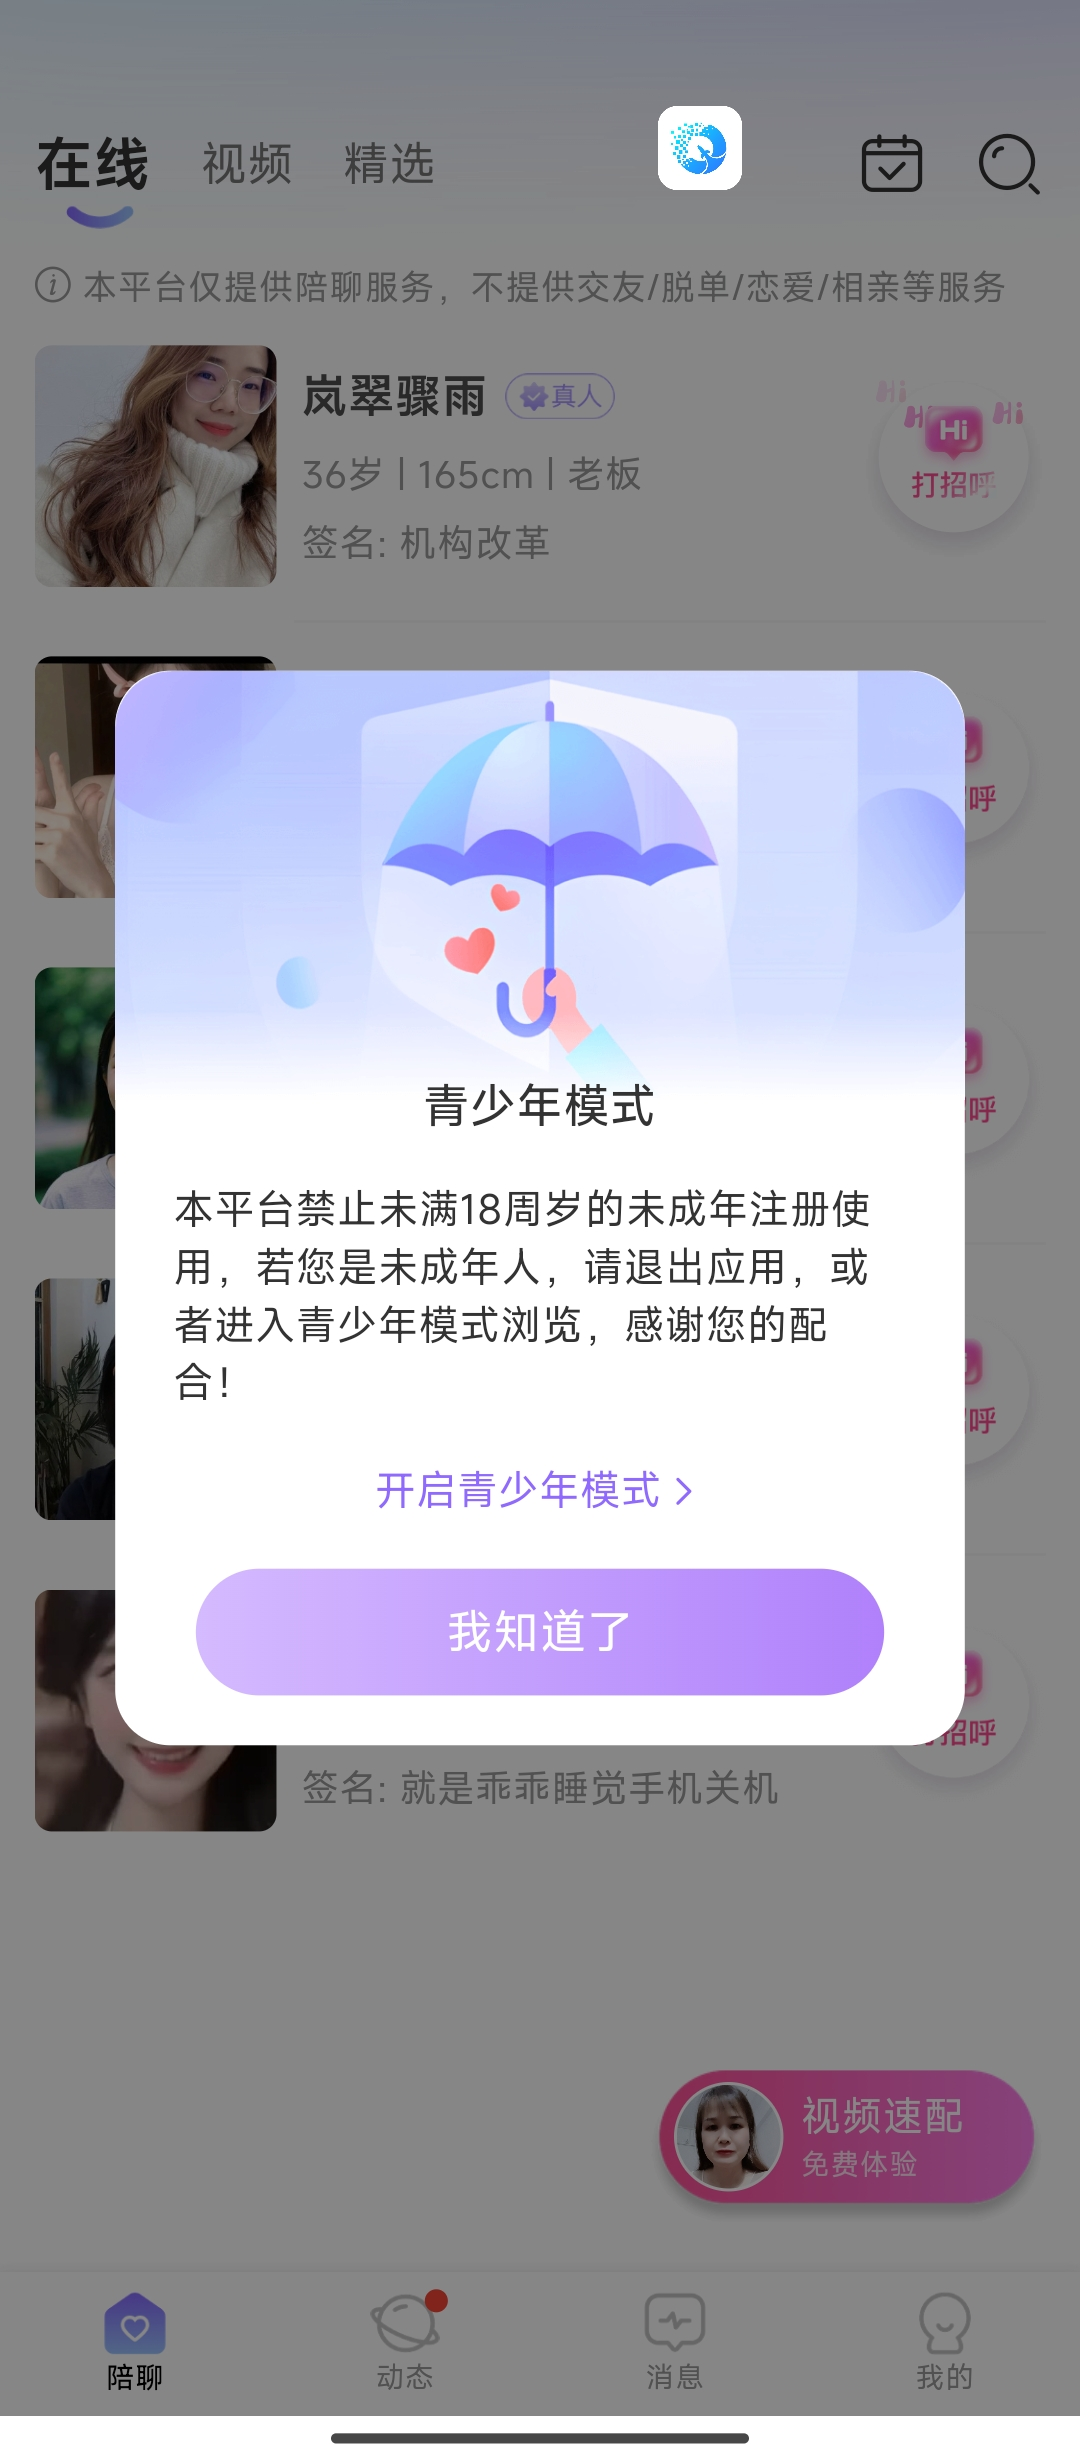 在线 视频 精选
本平台仅提供陪聊服务，不提供交友/脱单/恋爱/相亲等服务
岚翠骤雨 真人
36岁 | 165cm | 老板
签名: 机构改革
Hi Hi Hi
打招呼
呼
呼
呼
青少年模式
本平台禁止未满18周岁的未成年注册使
用，若您是未成年人，请退出应用，或
者进入青少年模式浏览，感谢您的配
合！
开启青少年模式 >
我知道了
招呼
签名: 就是乖乖睡觉手机关机
视频速配
免费体验
陪聊 动态 消息 我的